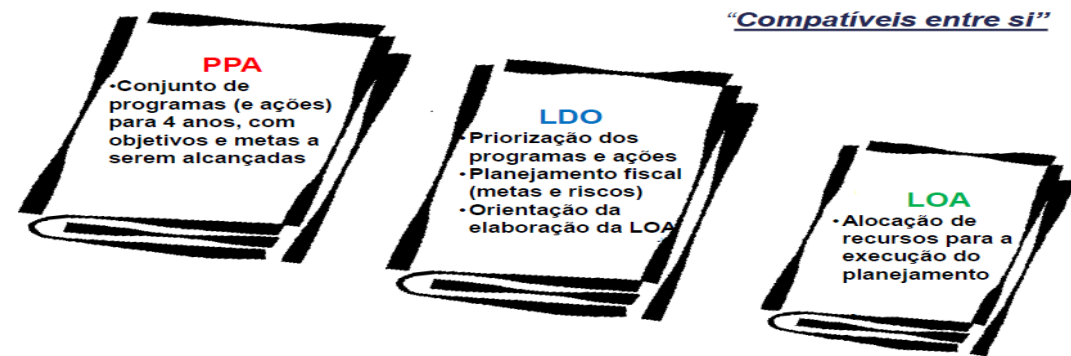 “Compatíveis entre si”
PPA
•Conjunto de
programas (e ações)
para 4 anos, com
objetivos e metas a
serem alcançadas
LDO
•Priorização dos
programas e ações
•Planejamento fiscal
(metas e riscos)
•Orientação da
elaboração da LOA
LOA
•Alocação de
recursos para a
execução do
planejamento